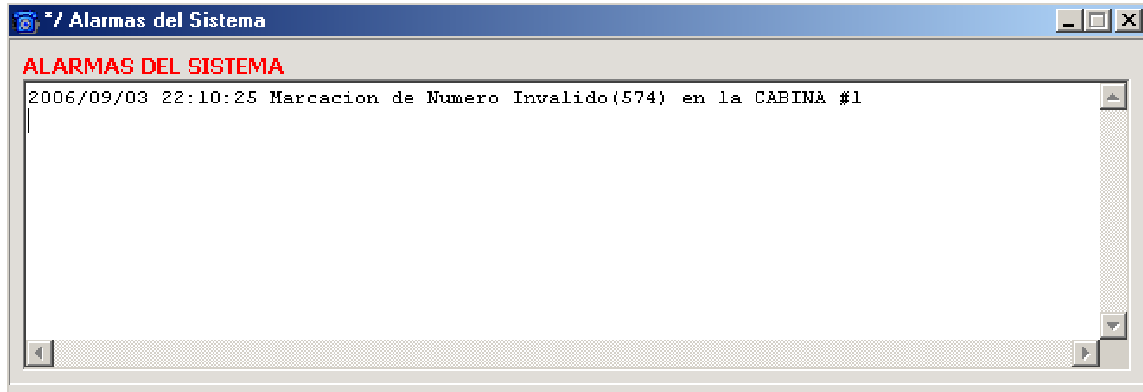 */ Alarmas del Sistema
ALARMAS DEL SISTEMA
2006/09/03 22:10:25 Marcacion de Numero Invalido(574) en la CABINA #1